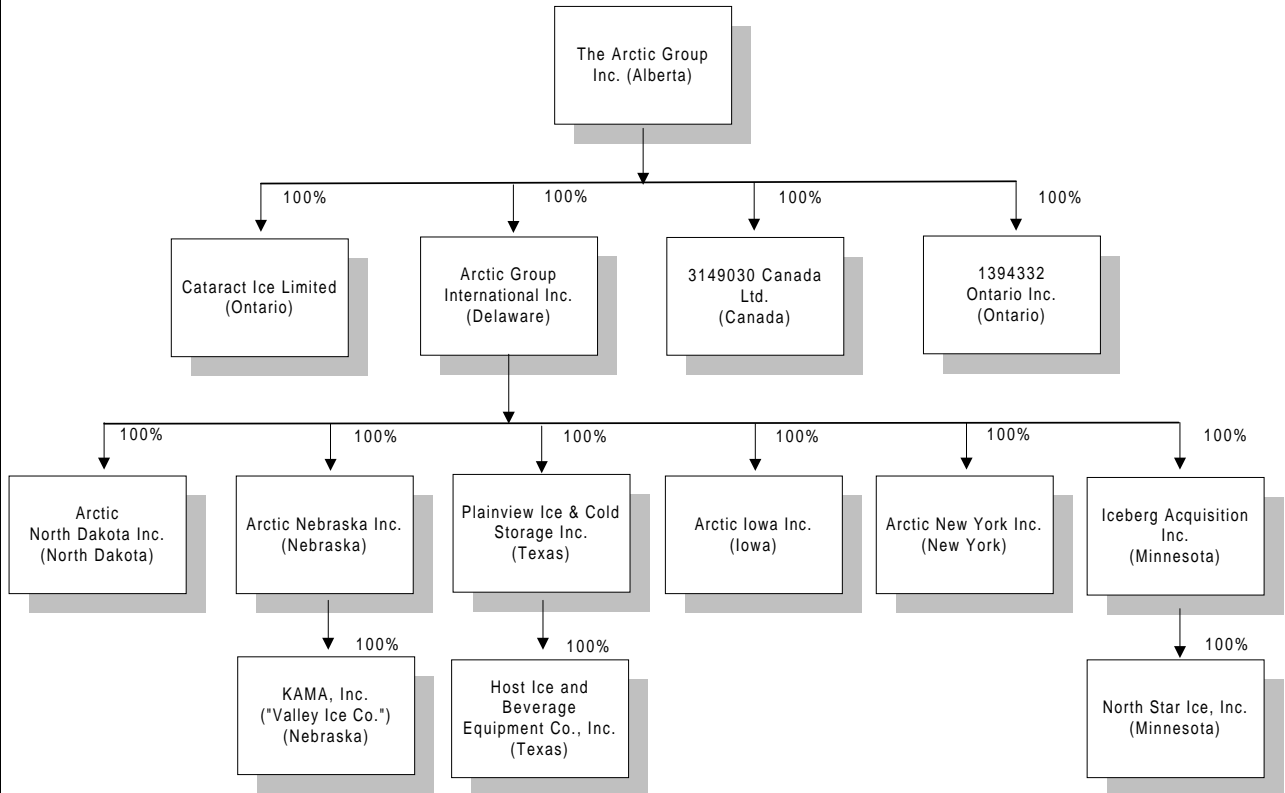 The Arctic Group
Inc. (Alberta)
100%
100%
100%
100%
Cataract Ice Limited
(Ontario)
Arctic Group
International Inc.
(Delaware)
3149030 Canada
Ltd.
(Canada)
1394332
Ontario Inc.
(Ontario)
100%
100%
100%
100%
100%
100%
Arctic
North Dakota Inc.
(North Dakota)
Arctic Nebraska Inc.
(Nebraska)
Plainview Ice & Cold
Storage Inc.
(Texas)
Arctic Iowa Inc.
(Iowa)
Arctic New York Inc.
(New York)
Iceberg Acquisition
Inc.
(Minnesota)
100%
100%
100%
KAMA, Inc.
("Valley Ice Co.")
(Nebraska)
Host Ice and
Beverage
Equipment Co., Inc.
(Texas)
North Star Ice, Inc.
(Minnesota)